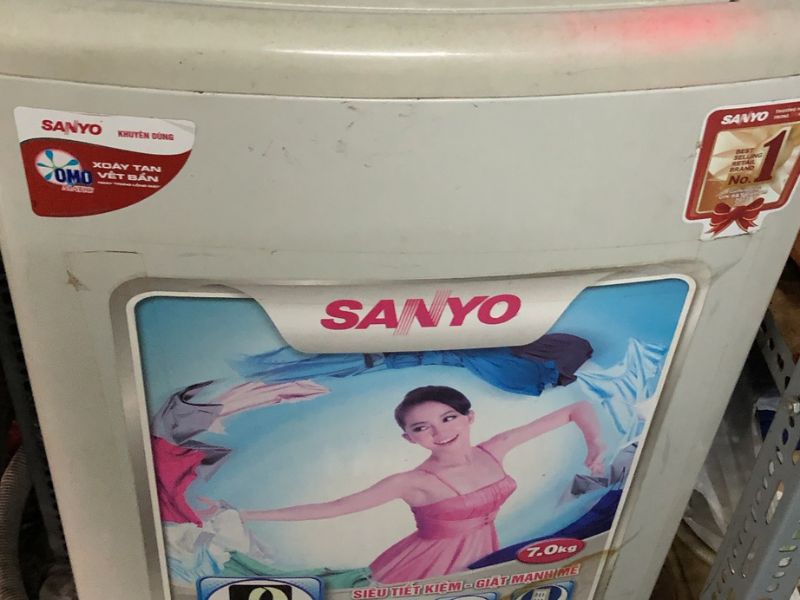 SANYO KHUYÊN DÙNG
OMO
MATIC
XOÁY TAN
VẾT BẨN
SANYO
BEST
SELLING
RETAIL
BRAND
No. 1
SANYO
7.0kg
SIÊU TIẾT KIỆM - GIẶT MẠNH MẼ